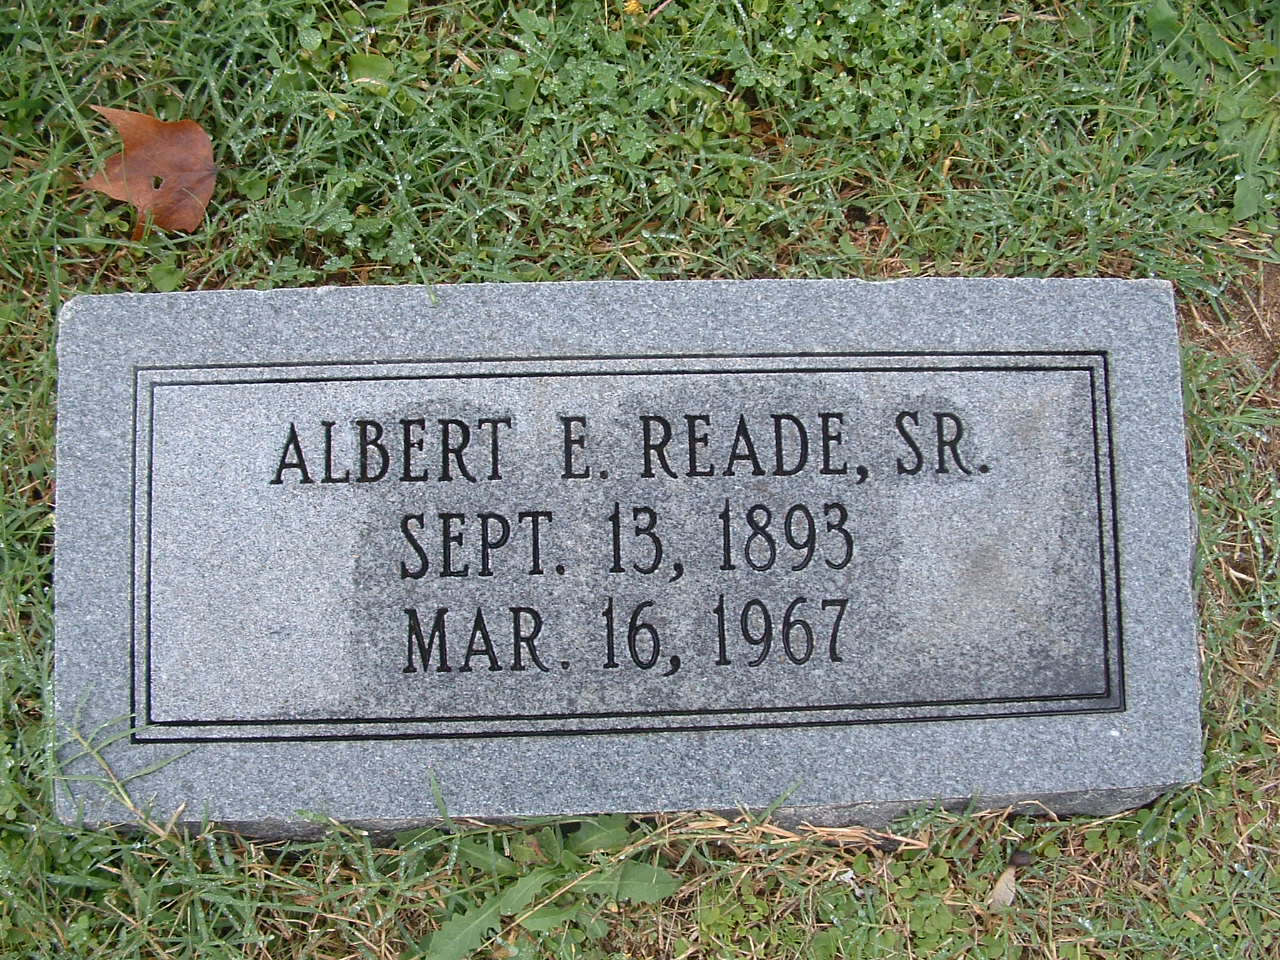 ALBERT E. READE, SR.
SEPT. 13, 1893
MAR. 16, 1967